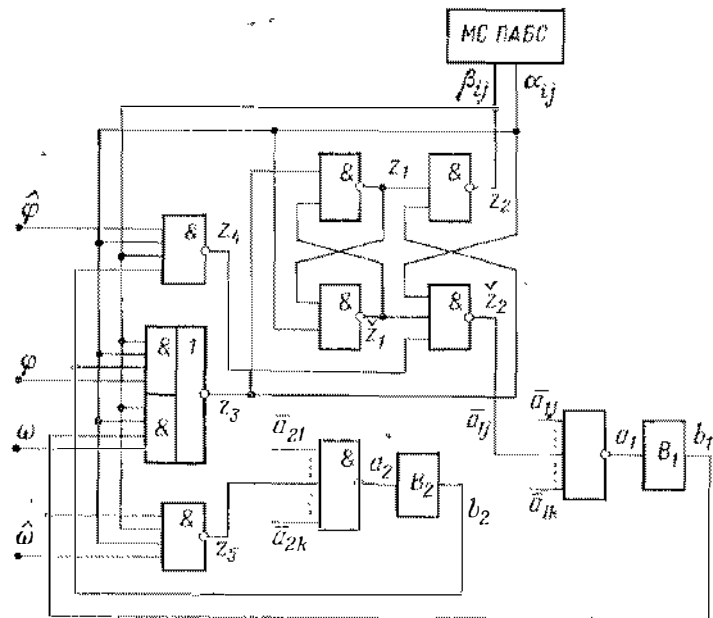 МС ПАБС
β_ij α_ij
& z_1 & z_2
φ̂
& z_4
& ž_1 & ž_2
φ
& 1
z_3
&
ω
ā_21
ā_1j
ā_1j
& a_2 B_2 b_2
a_1 B_1 b_1
ā_1k
& z_5
ā_2k
ω̂